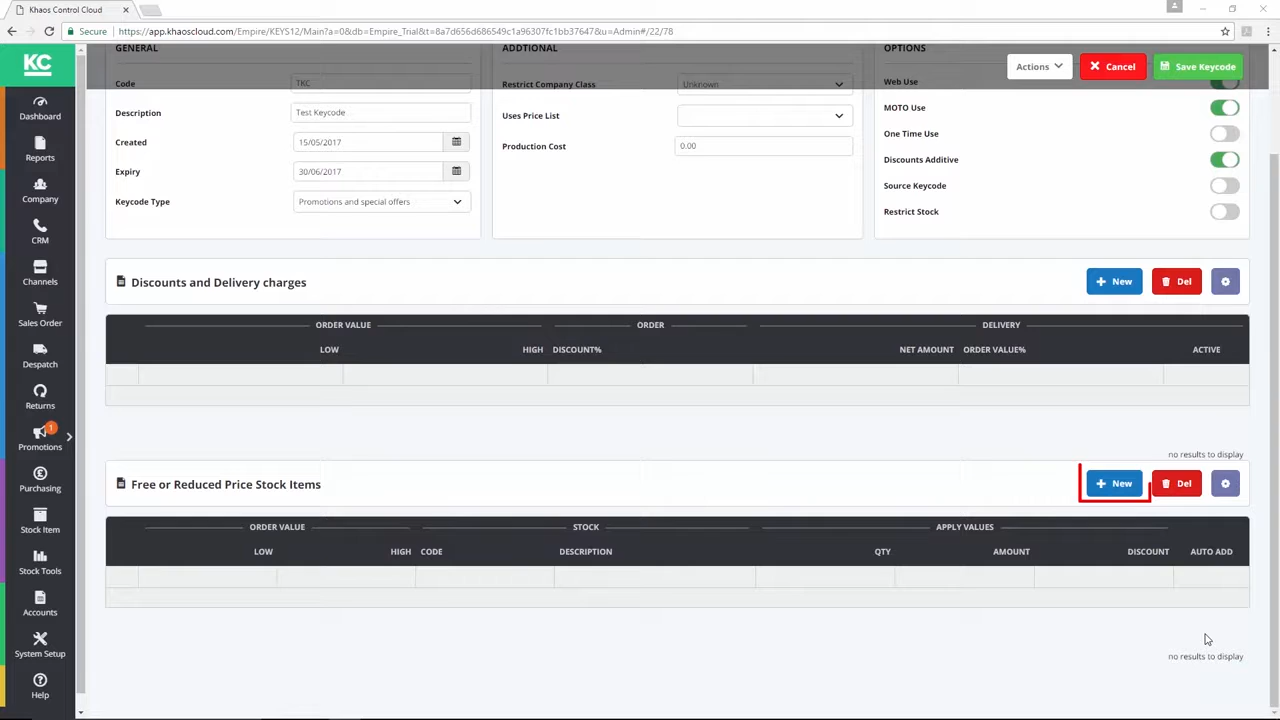 Khaos Control Cloud
Secure | https://app.khaoscloud.com/Empire/KEYS12/Main?a=0&db=Empire_Trial&t=8a7d656d686549c1a96307fc1bb37647&u=Admin#/22/78
KC
Dashboard
Reports
Company
CRM
Channels
Sales Order
Despatch
Returns
1
Promotions
Purchasing
Stock Item
Stock Tools
Accounts
System Setup
Help
Actions
Cancel
Save Keycode
GENERAL
Code TKC
Description Test Keycode
Created 15/05/2017
Expiry 30/06/2017
Keycode Type Promotions and special offers
ADDTIONAL
Restrict Company Class Unknown
Uses Price List
Production Cost 0.00
OPTIONS
Web Use
MOTO Use
One Time Use
Discounts Additive
Source Keycode
Restrict Stock
Discounts and Delivery charges
New Del
ORDER VALUE ORDER DELIVERY
LOW HIGH DISCOUNT% NET AMOUNT ORDER VALUE% ACTIVE
no results to display
Free or Reduced Price Stock Items
New Del
ORDER VALUE STOCK APPLY VALUES
LOW HIGH CODE DESCRIPTION QTY AMOUNT DISCOUNT AUTO ADD
no results to display